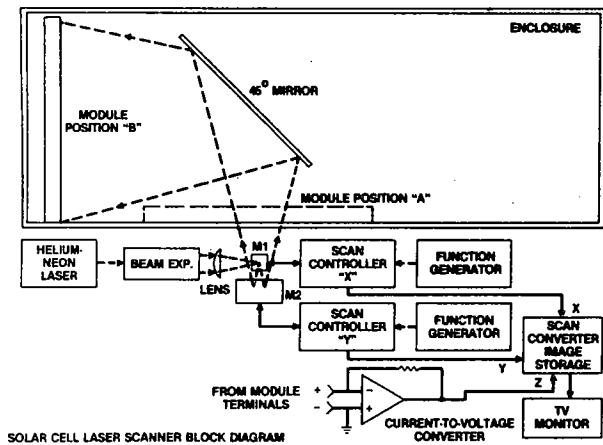 ENCLOSURE
45° MIRROR
MODULE
POSITION "B"
MODULE POSITION "A"
HELIUM-
NEON
LASER
BEAM EXP.
LENS
M1
M2
SCAN
CONTROLLER
"X"
FUNCTION
GENERATOR
SCAN
CONTROLLER
"Y"
FUNCTION
GENERATOR
X
Y
Z
SCAN
CONVERTER
IMAGE
STORAGE
FROM MODULE
TERMINALS
+
−
−
+
CURRENT-TO-VOLTAGE
CONVERTER
TV
MONITOR
SOLAR CELL LASER SCANNER BLOCK DIAGRAM